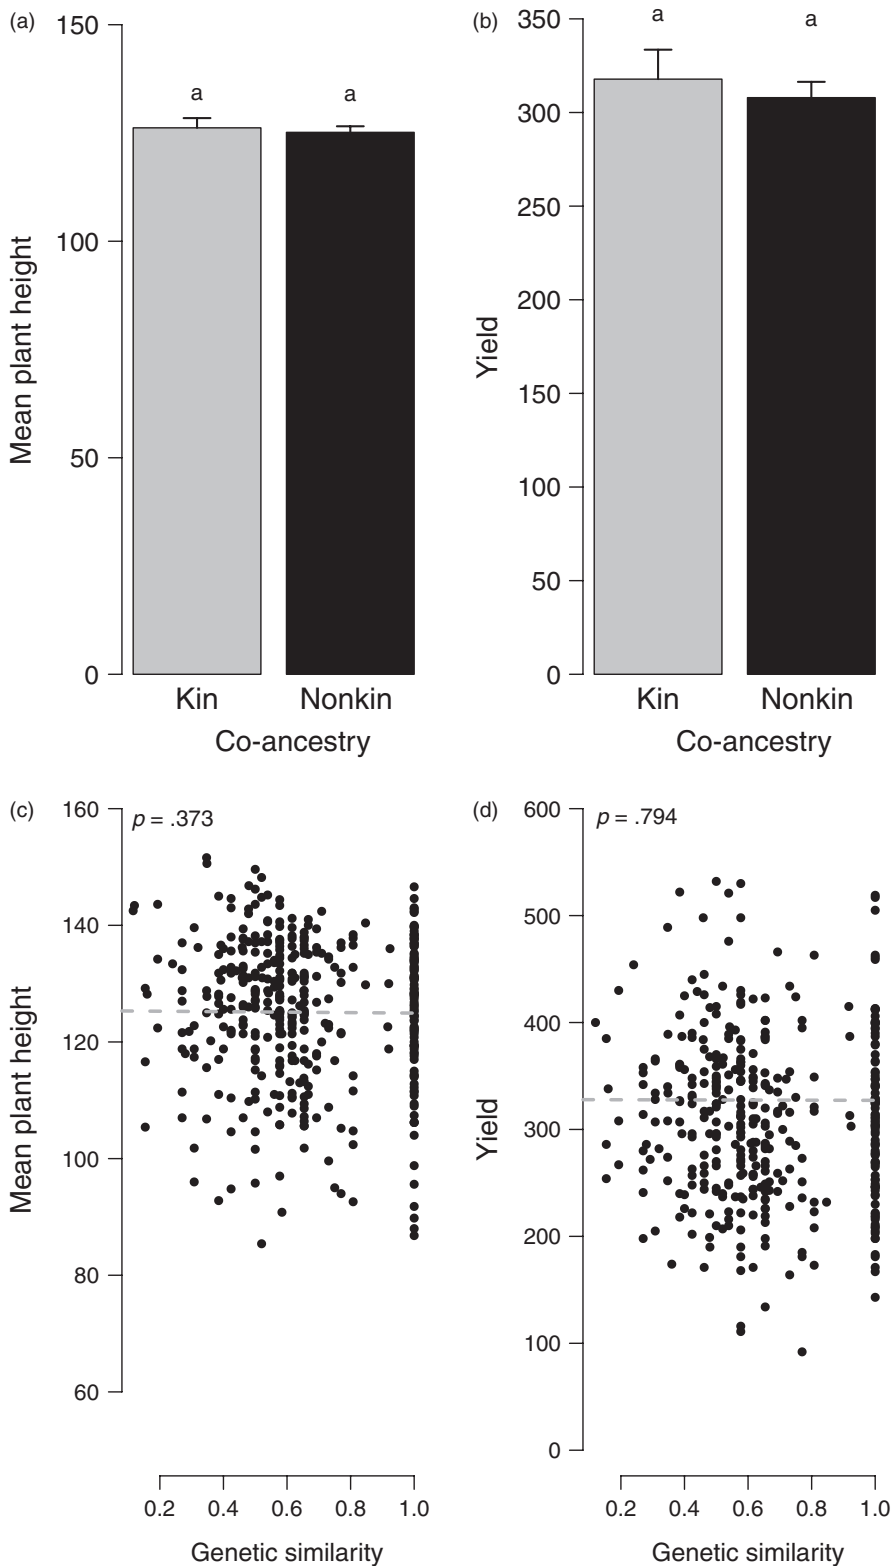 (a)
150
100
50
0
Mean plant height
a
a
Kin
Nonkin
Co-ancestry
(b)
350
300
250
200
150
100
50
0
Yield
a
a
Kin
Nonkin
Co-ancestry
(c)
p = .373
160
140
120
100
80
60
Mean plant height
0.2
0.4
0.6
0.8
1.0
Genetic similarity
(d)
p = .794
600
500
400
300
200
100
0
Yield
0.2
0.4
0.6
0.8
1.0
Genetic similarity